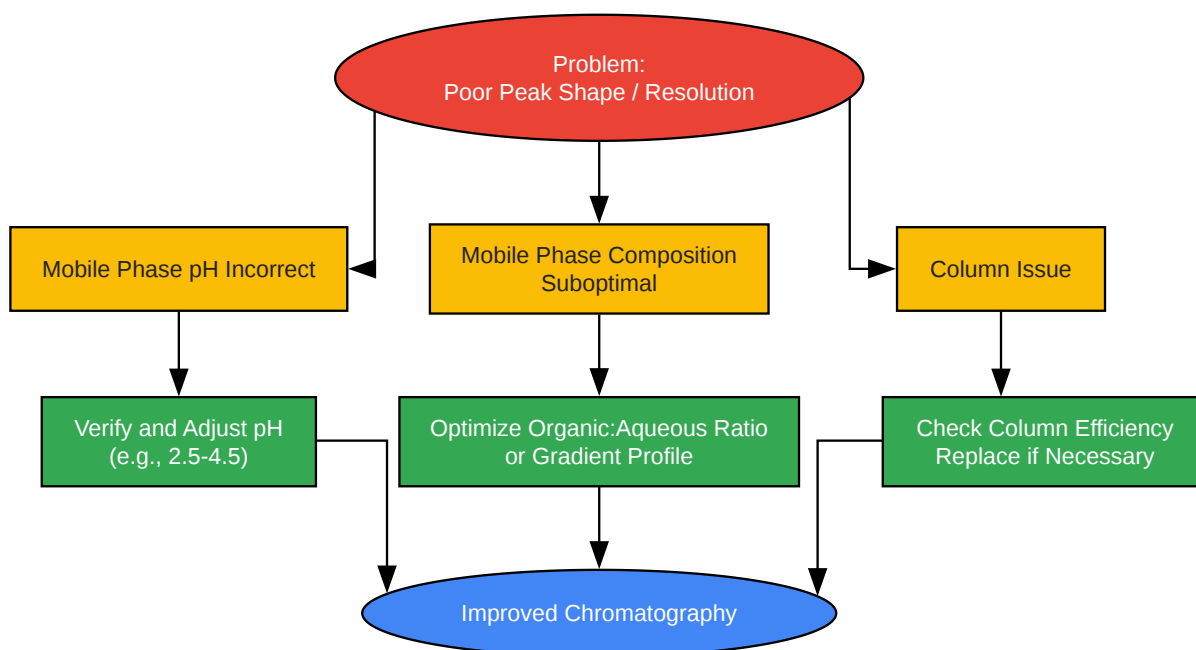 Problem:
Poor Peak Shape / Resolution
Mobile Phase pH Incorrect
Mobile Phase Composition
Suboptimal
Column Issue
Verify and Adjust pH
(e.g., 2.5-4.5)
Optimize Organic:Aqueous Ratio
or Gradient Profile
Check Column Efficiency
Replace if Necessary
Improved Chromatography